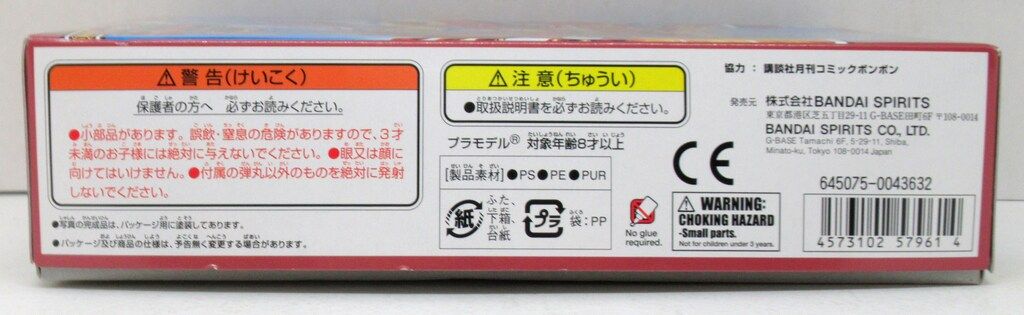 ⚠警告(けいこく)
保護者の方へ 必ずお読みください。
●小部品があります。誤飲・窒息の危険がありますので、3才
未満のお子様には絶対に与えないでください。●眼又は顔に
向けてはいけません。●付属の弾丸以外のものを絶対に発射
しないでください。
●写真の完成品は、パッケージ用に塗装してあります。
●パッケージ及び商品の仕様は、予告無く変更する場合があります。
⚠注意(ちゅうい)
●取扱説明書を必ずお読みください。
プラモデル® 対象年齢8才以上
[製品素材]●PS●PE●PUR
紙
ふた、
下箱、
台紙
プラ
袋:PP
No glue
required.
協力:講談社月刊コミックボンボン
発売元 株式会社BANDAI SPIRITS
東京都港区芝五丁目29-11 G-BASE田町6F 〒108-0014
BANDAI SPIRITS CO., LTD.
G-BASE Tamachi 6F, 5-29-11, Shiba,
Minato-ku, Tokyo 108-0014 Japan
CE
645075-0043632
⚠WARNING:
CHOKING HAZARD
-Small parts.
Not for children under 3 years.
4573102 57961 4